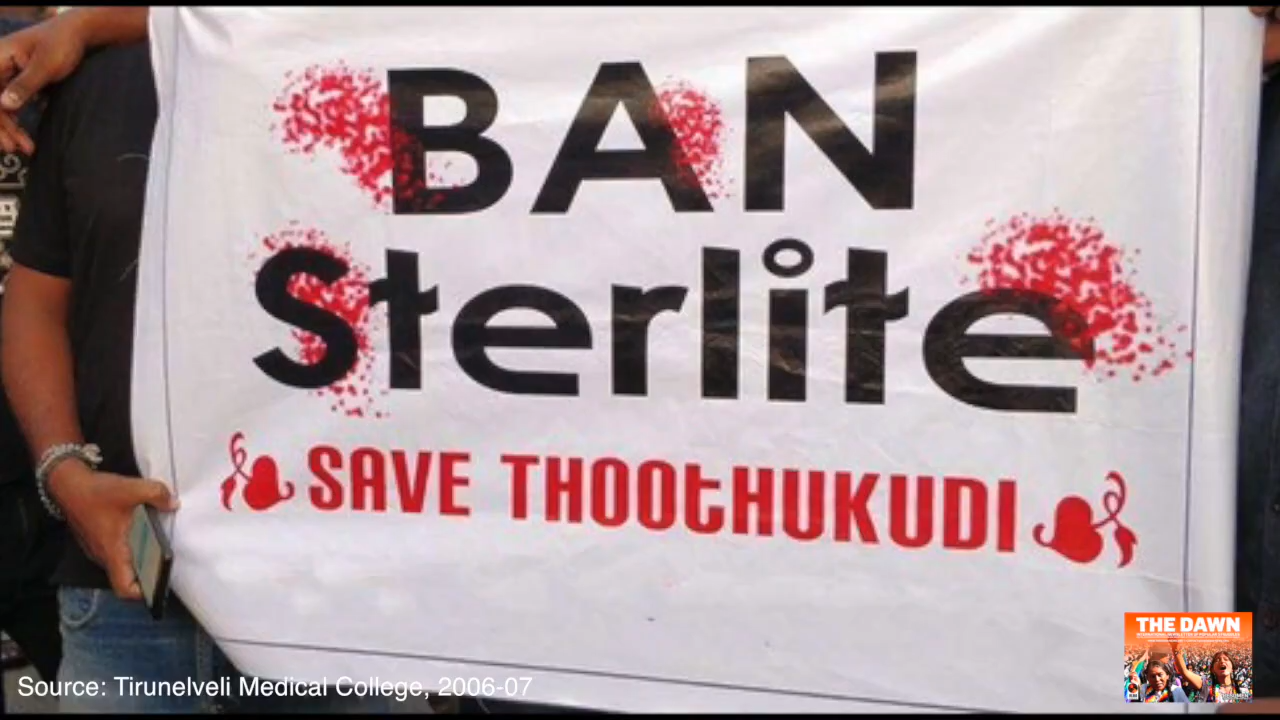 BAN
Sterlite
SAVE THOOtHUKUDI
Source: Tirunelveli Medical College, 2006-07
THE DAWN